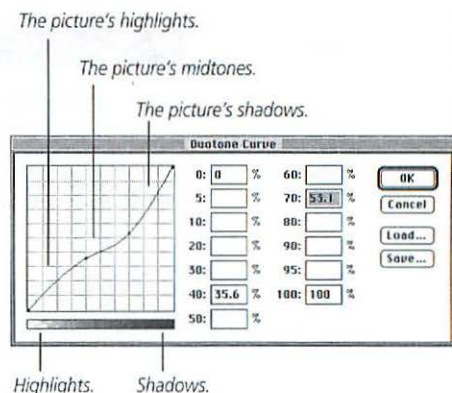 The picture's highlights.
The picture's midtones.
The picture's shadows.
Duotone Curve
0: 0 %
5: %
10: %
20: %
30: %
40: 35.6 %
50: %
60: %
70: 53.1 %
80: %
90: %
95: %
100: 100 %
OK
Cancel
Load...
Save...
Highlights.
Shadows.